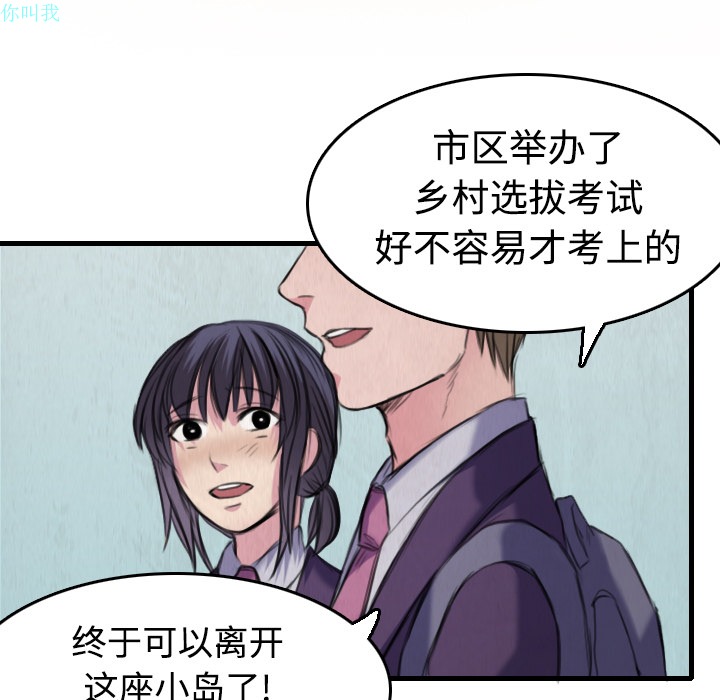 你叫我
市区举办了
乡村选拔考试
好不容易才考上的
终于可以离开
这座小岛了!